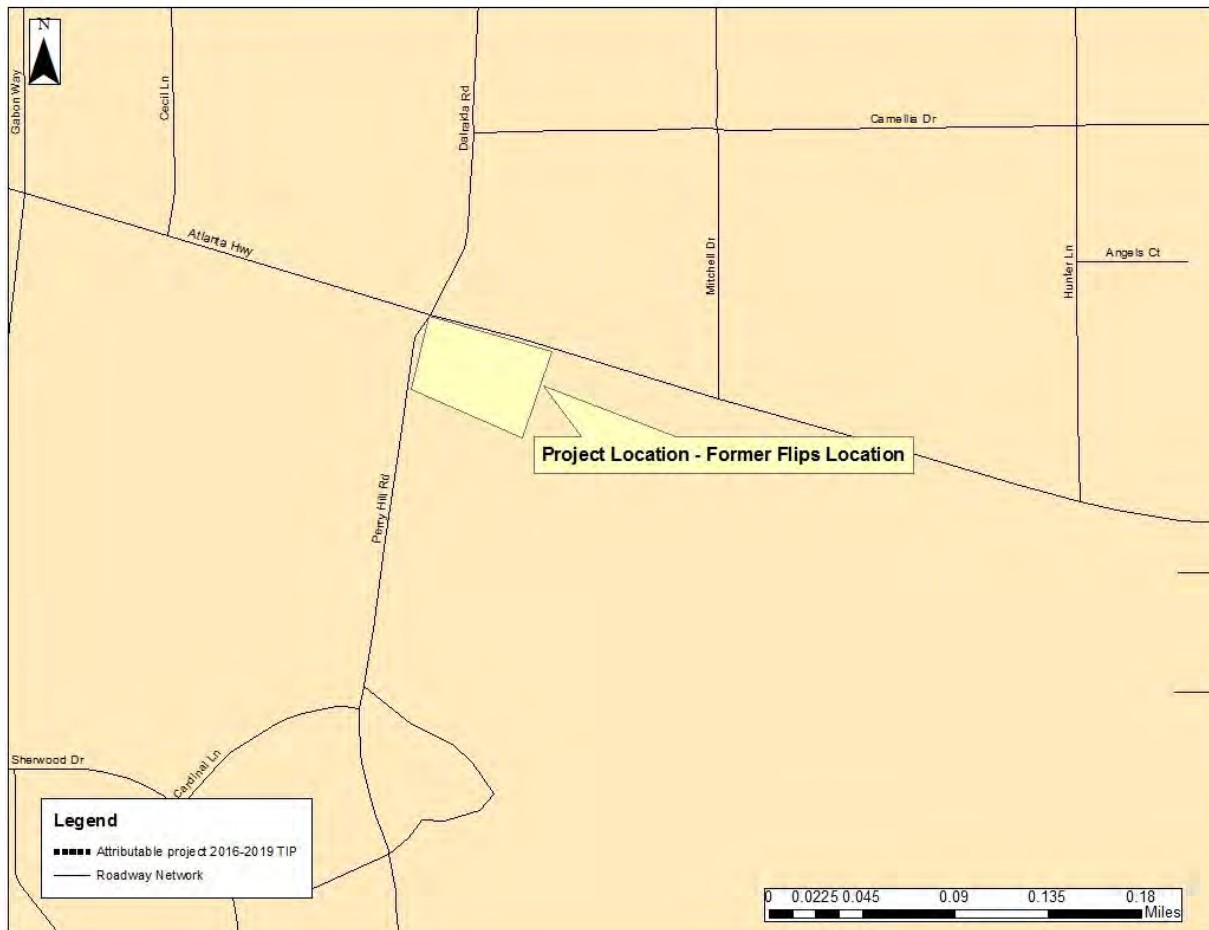 N
Gabon Way
Cecil Ln
Dalraida Rd
Camellia Dr
Atlanta Hwy
Mitchell Dr
Hunter Ln
Angels Ct
Project Location - Former Flips Location
Perry Hill Rd
Sherwood Dr
Cardinal Ln
Legend
Attributable project 2016-2019 TIP
Roadway Network
0 0.0225 0.045 0.09 0.135 0.18
Miles